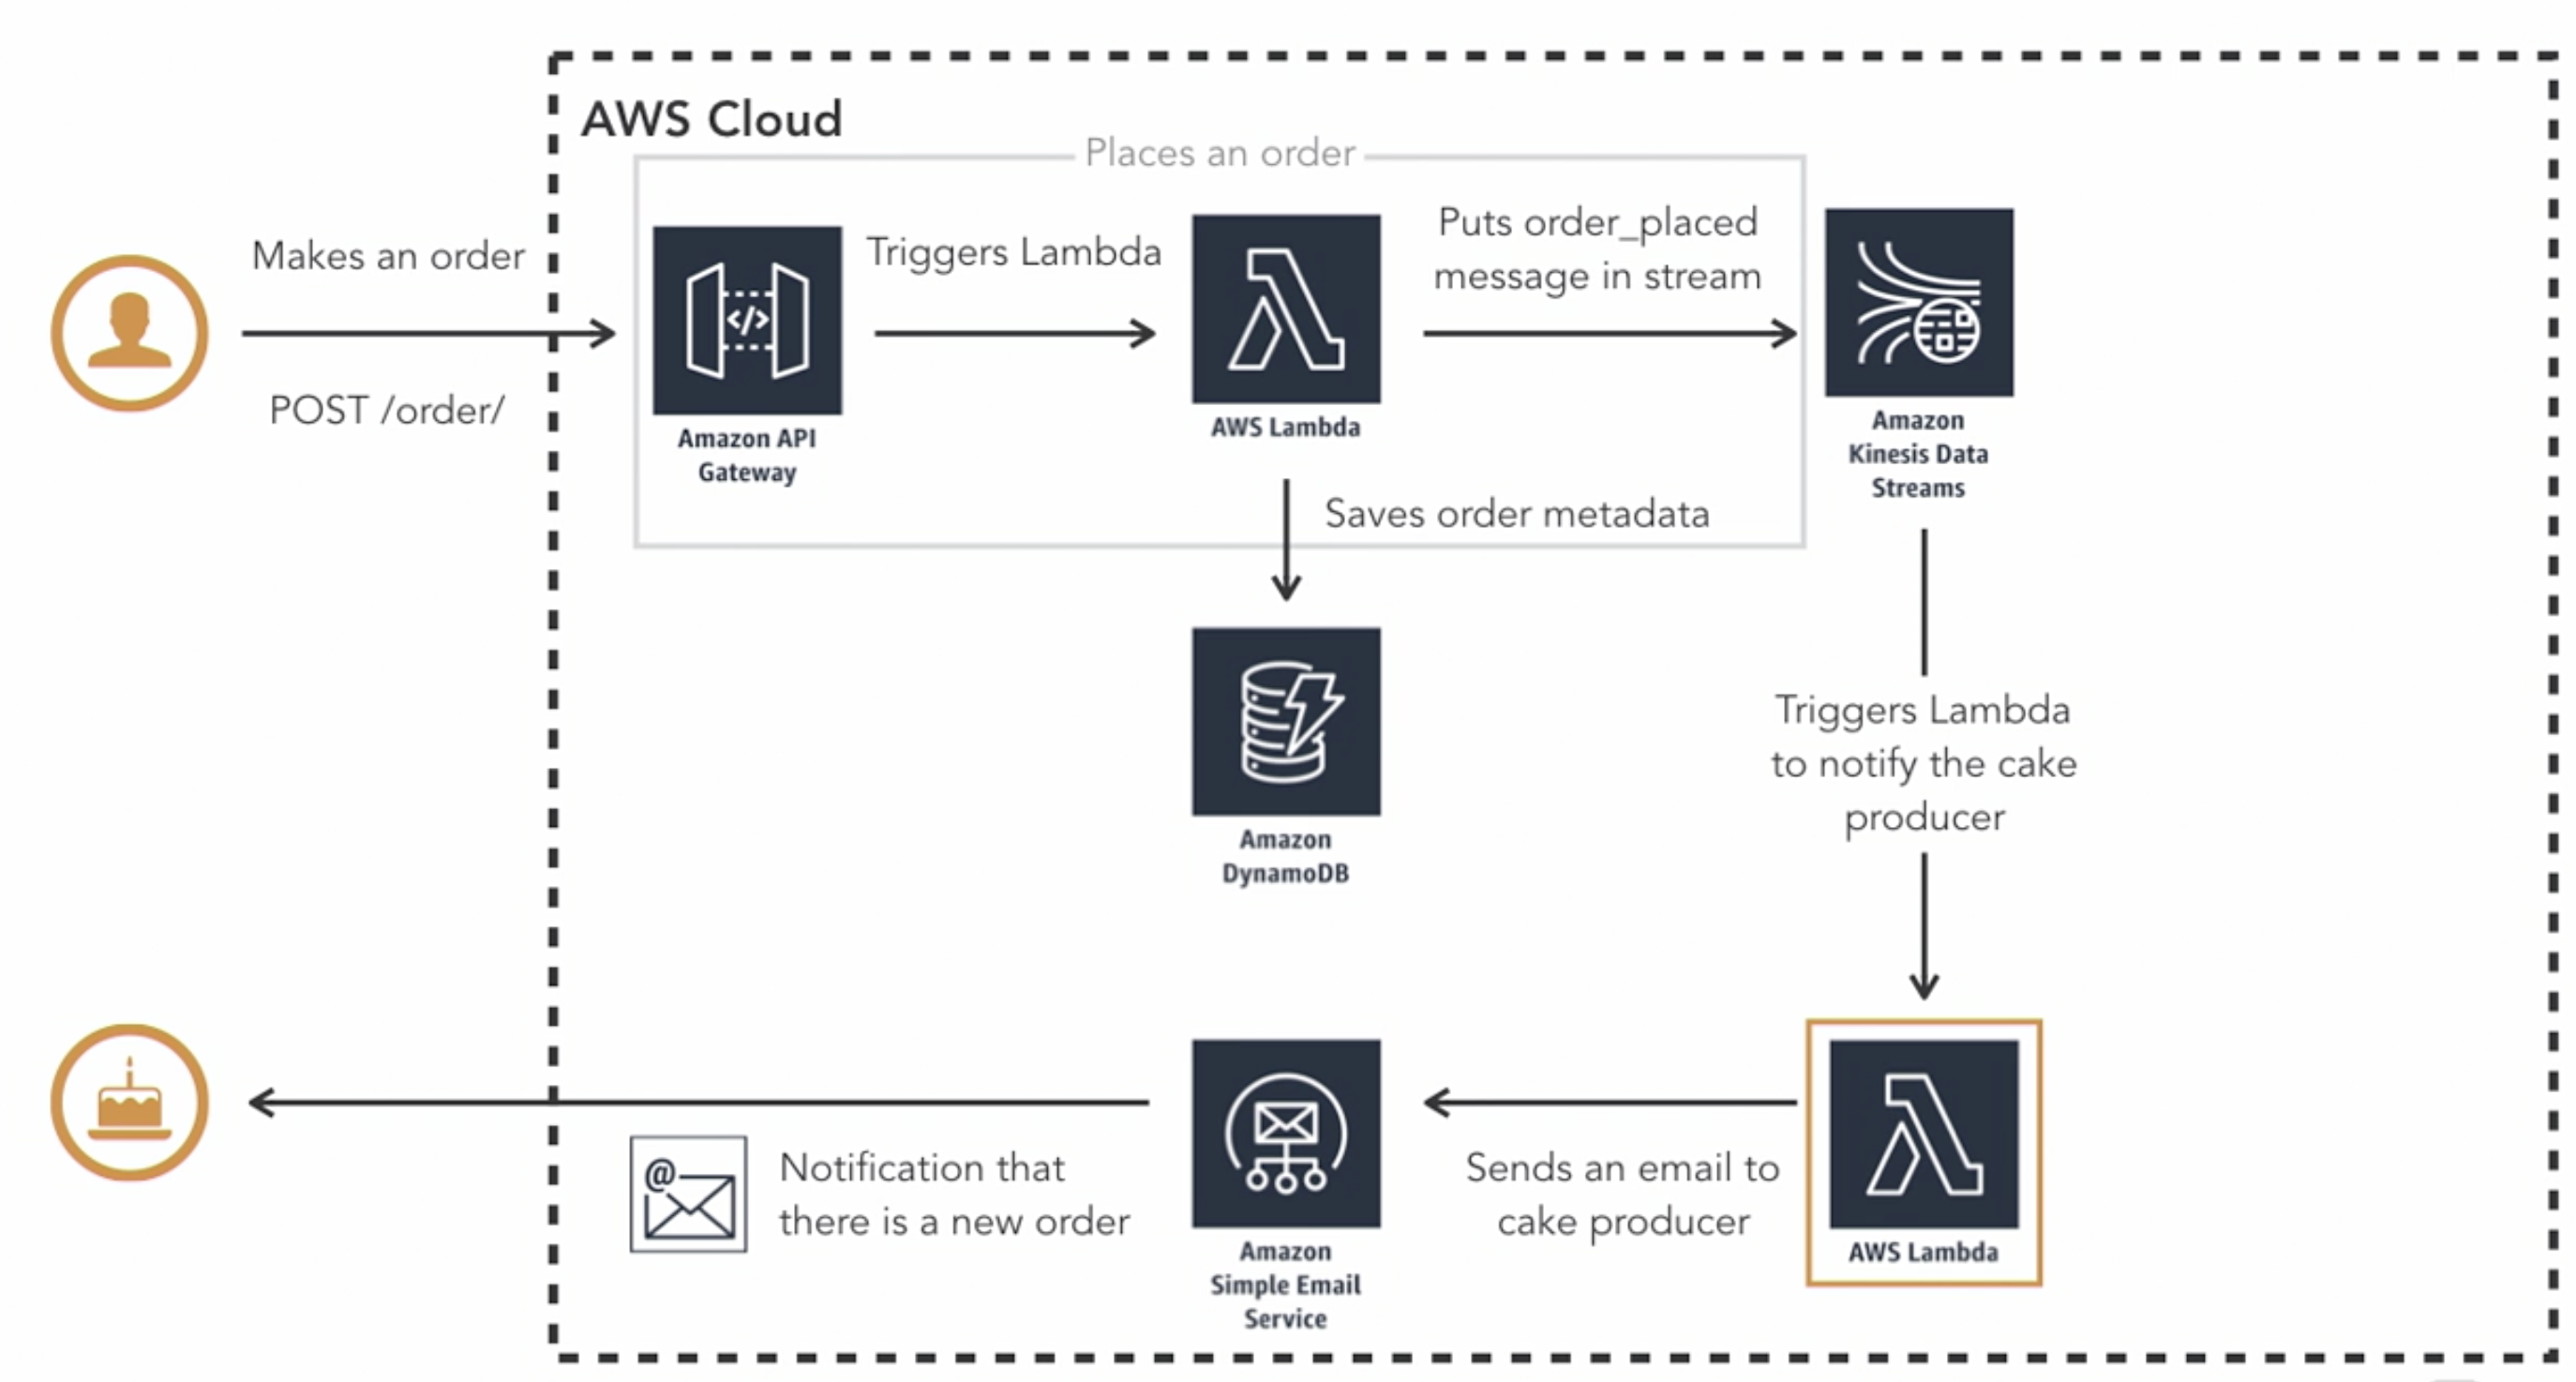 AWS Cloud
Places an order
Makes an order
POST /order/
Amazon API
Gateway
Triggers Lambda
AWS Lambda
Puts order_placed
message in stream
Amazon
Kinesis Data
Streams
Saves order metadata
Amazon
DynamoDB
Triggers Lambda
to notify the cake
producer
AWS Lambda
Sends an email to
cake producer
Amazon
Simple Email
Service
@
Notification that
there is a new order